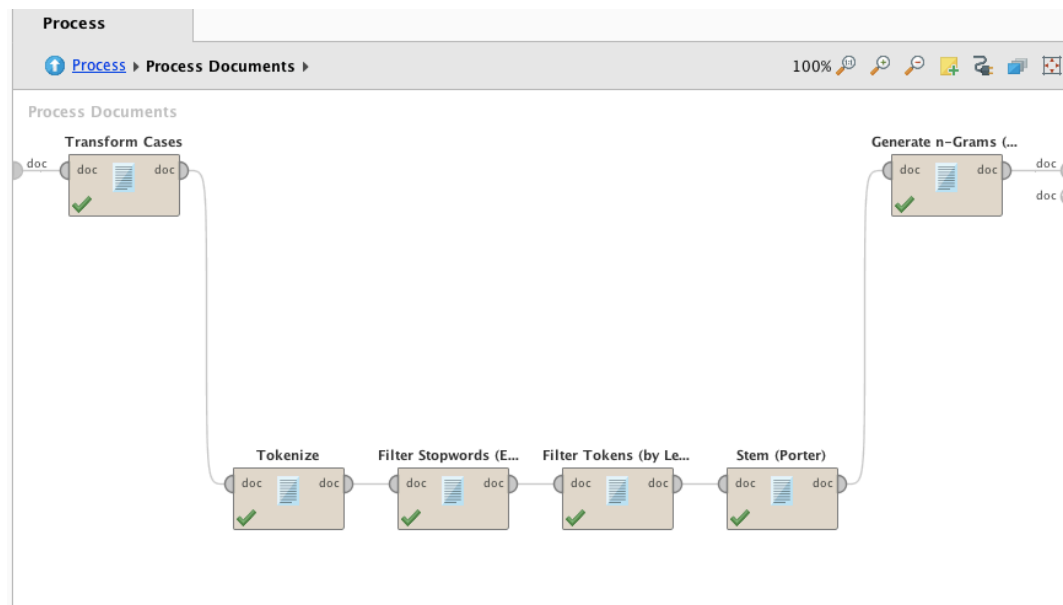 Process
Process ▸ Process Documents ▸
100%
Process Documents
Transform Cases
Generate n-Grams (...
doc
doc doc
doc doc
doc
doc
Tokenize
Filter Stopwords (E...
Filter Tokens (by Le...
Stem (Porter)
doc doc
doc doc
doc doc
doc doc